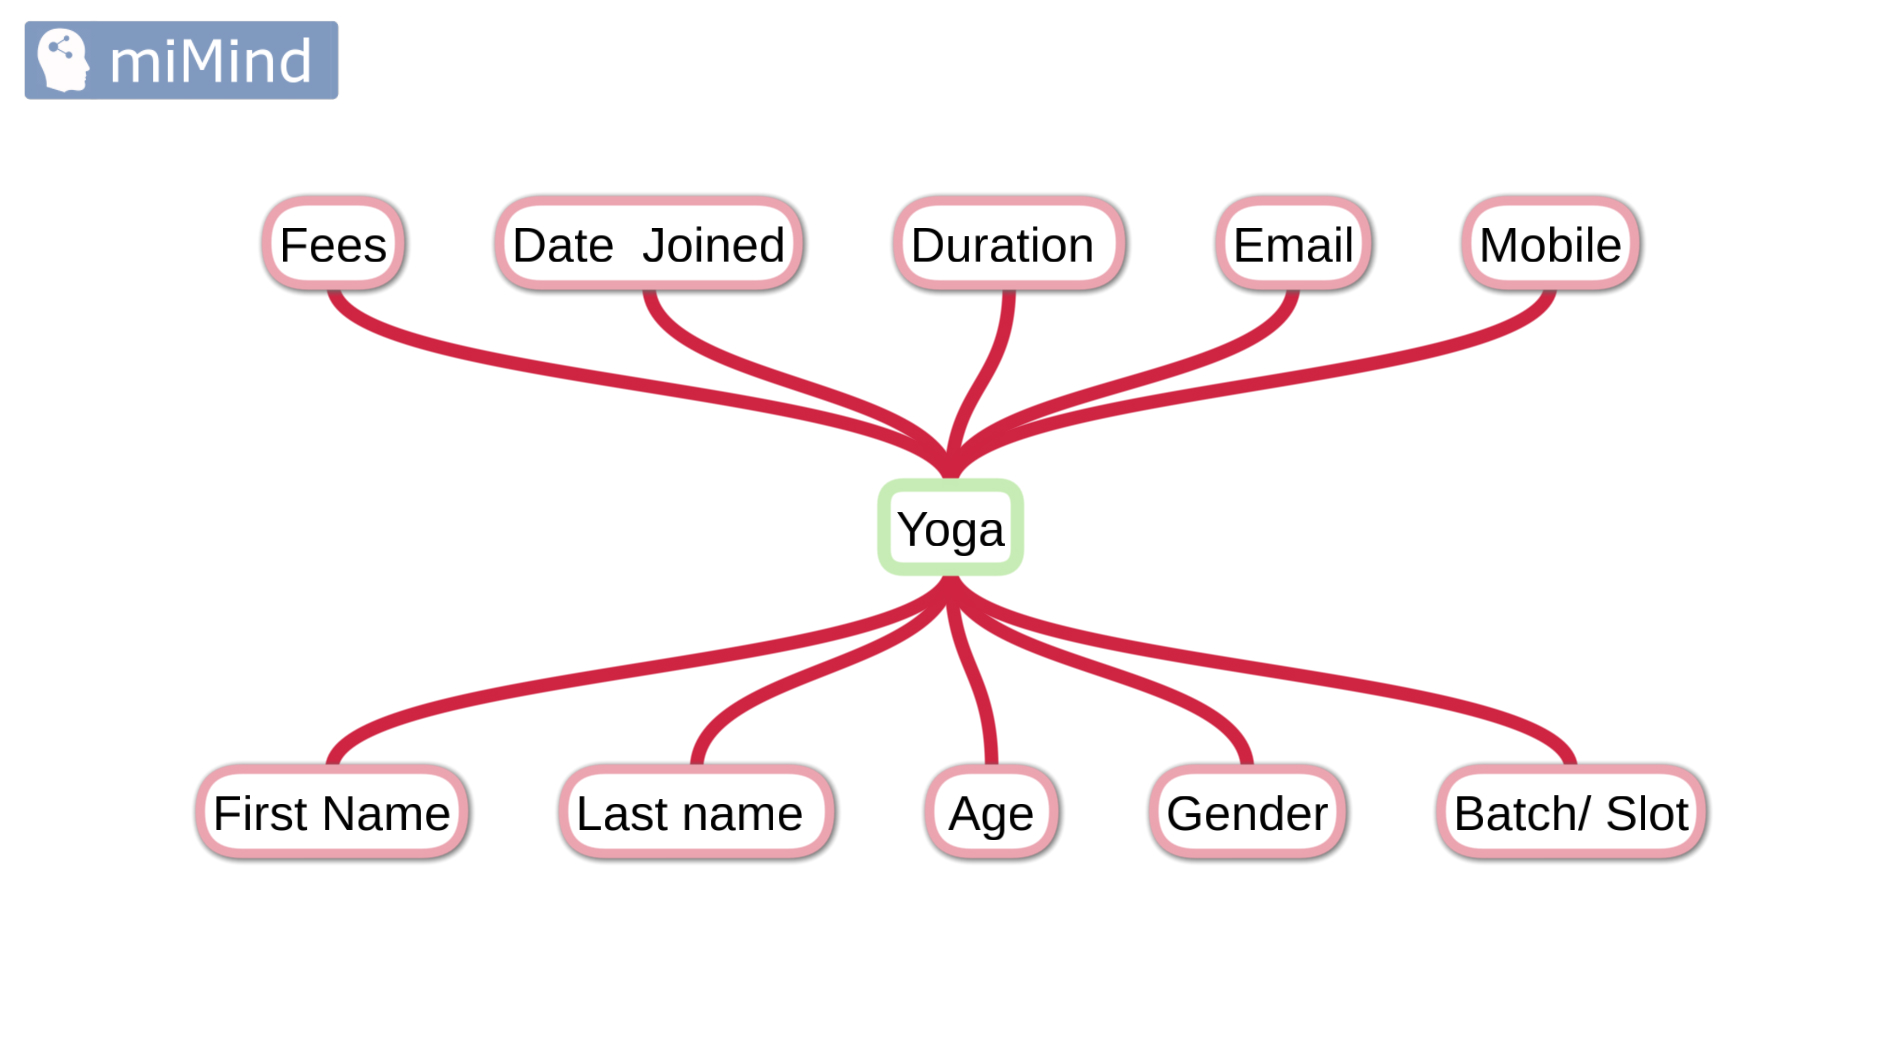 miMind
Fees
Date  Joined
Duration
Email
Mobile
Yoga
First Name
Last name
Age
Gender
Batch/ Slot